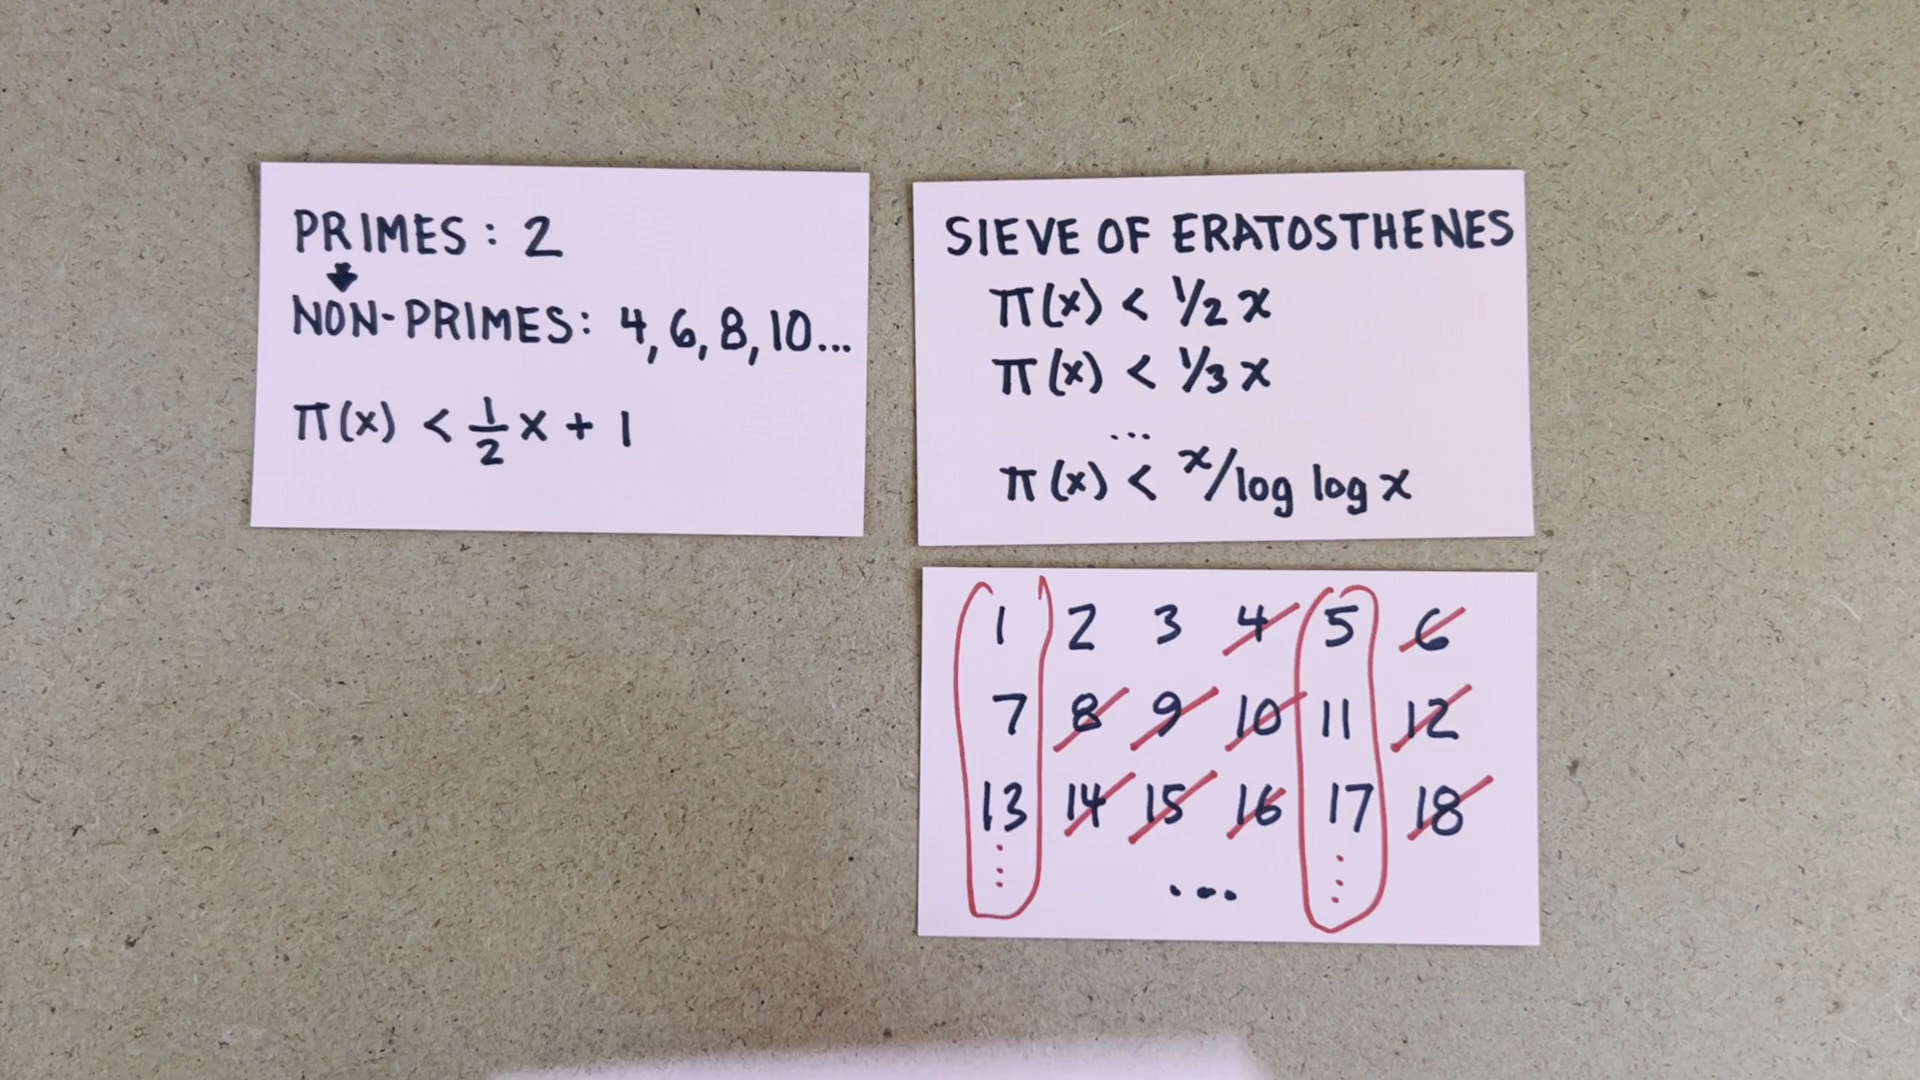 PRIMES: 2
NON-PRIMES: 4, 6, 8, 10...
π(x) < 1/2 x + 1
SIEVE OF ERATOSTHENES
π(x) < 1/2 x
π(x) < 1/3 x
...
π(x) < x/log log x
1 2 3 4 5 6
7 8 9 10 11 12
13 14 15 16 17 18
...